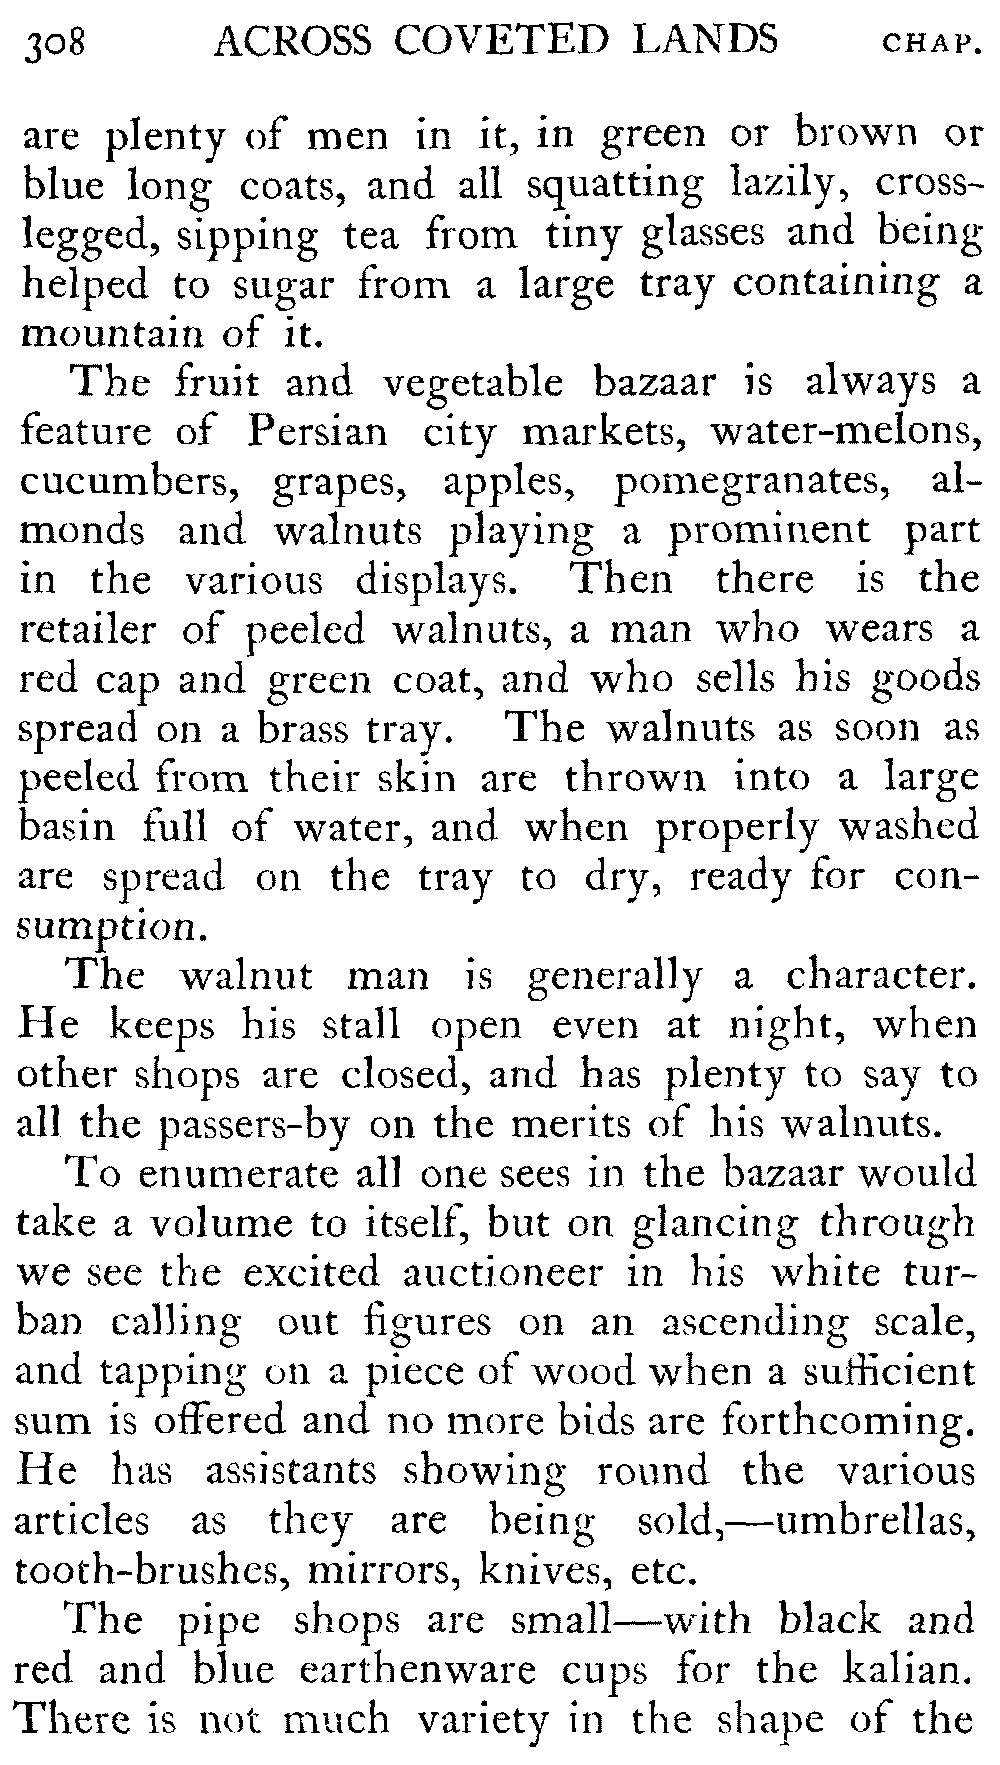 308 ACROSS COVETED LANDS CHAP.
are plenty of men in it, in green or brown or
blue long coats, and all squatting lazily, cross-
legged, sipping tea from tiny glasses and being
helped to sugar from a large tray containing a
mountain of it.
The fruit and vegetable bazaar is always a
feature of Persian city markets, water-melons,
cucumbers, grapes, apples, pomegranates, al-
monds and walnuts playing a prominent part
in the various displays. Then there is the
retailer of peeled walnuts, a man who wears a
red cap and green coat, and who sells his goods
spread on a brass tray. The walnuts as soon as
peeled from their skin are thrown into a large
basin full of water, and when properly washed
are spread on the tray to dry, ready for con-
sumption.
The walnut man is generally a character.
He keeps his stall open even at night, when
other shops are closed, and has plenty to say to
all the passers-by on the merits of his walnuts.
To enumerate all one sees in the bazaar would
take a volume to itself, but on glancing through
we see the excited auctioneer in his white tur-
ban calling out figures on an ascending scale,
and tapping on a piece of wood when a sufficient
sum is offered and no more bids are forthcoming.
He has assistants showing round the various
articles as they are being sold,—umbrellas,
tooth-brushes, mirrors, knives, etc.
The pipe shops are small—with black and
red and blue earthenware cups for the kalian.
There is not much variety in the shape of the